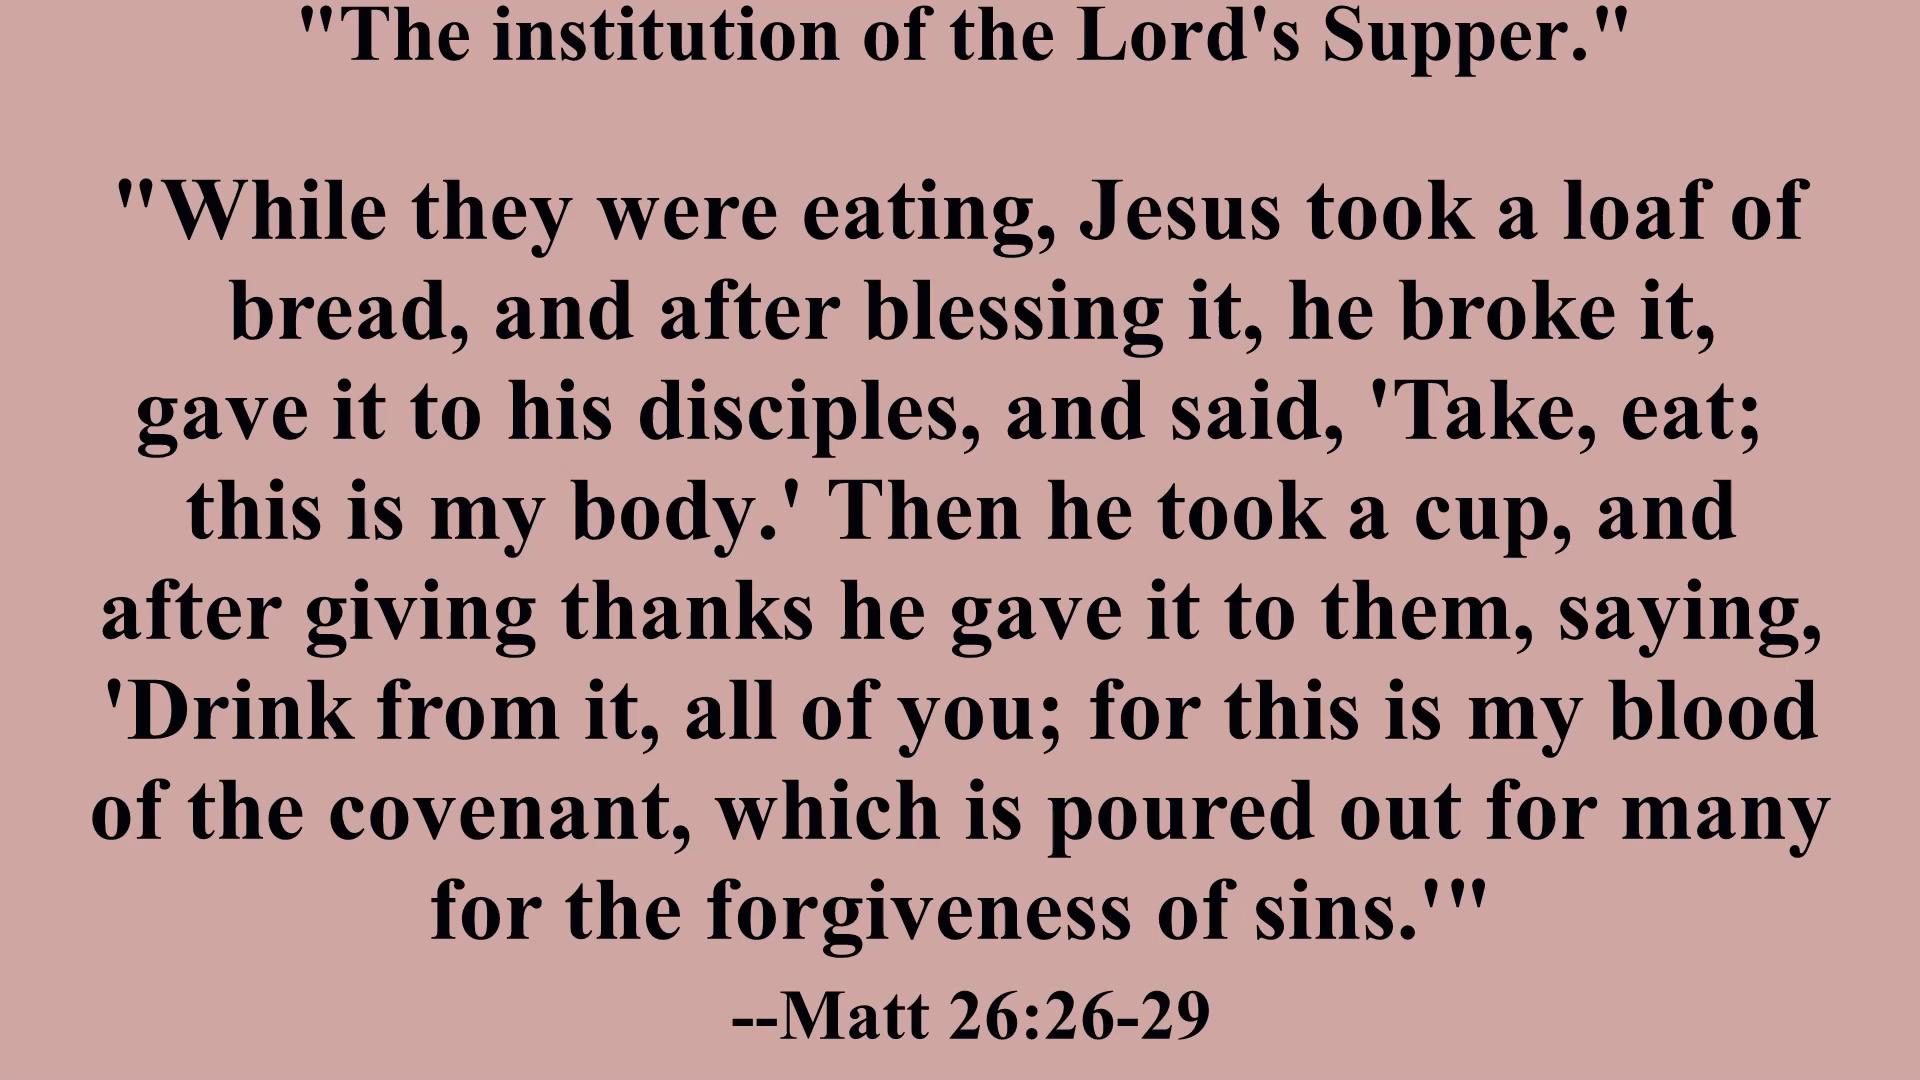 "The institution of the Lord's Supper."
"While they were eating, Jesus took a loaf of
bread, and after blessing it, he broke it,
gave it to his disciples, and said, 'Take, eat;
this is my body.' Then he took a cup, and
after giving thanks he gave it to them, saying,
'Drink from it, all of you; for this is my blood
of the covenant, which is poured out for many
for the forgiveness of sins.'"
--Matt 26:26-29